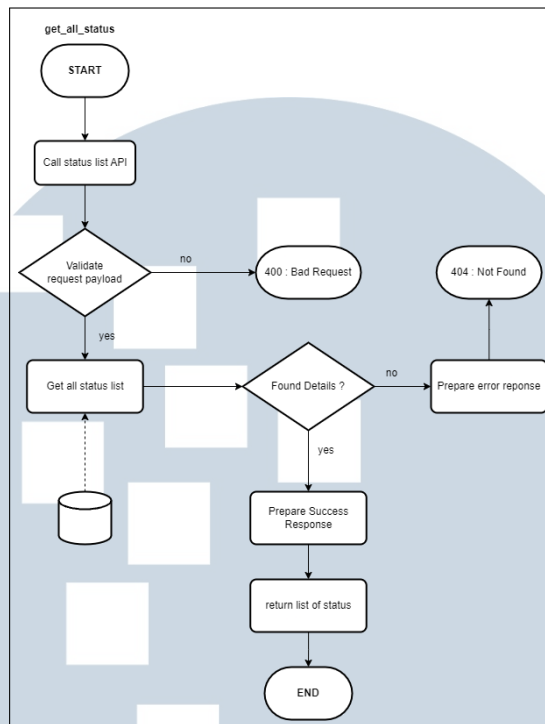 get_all_status
START
Call status list API
Validate
request payload
no
400 : Bad Request
404 : Not Found
yes
Get all status list
Found Details ?
no
Prepare error reponse
yes
Prepare Success
Response
return list of status
END